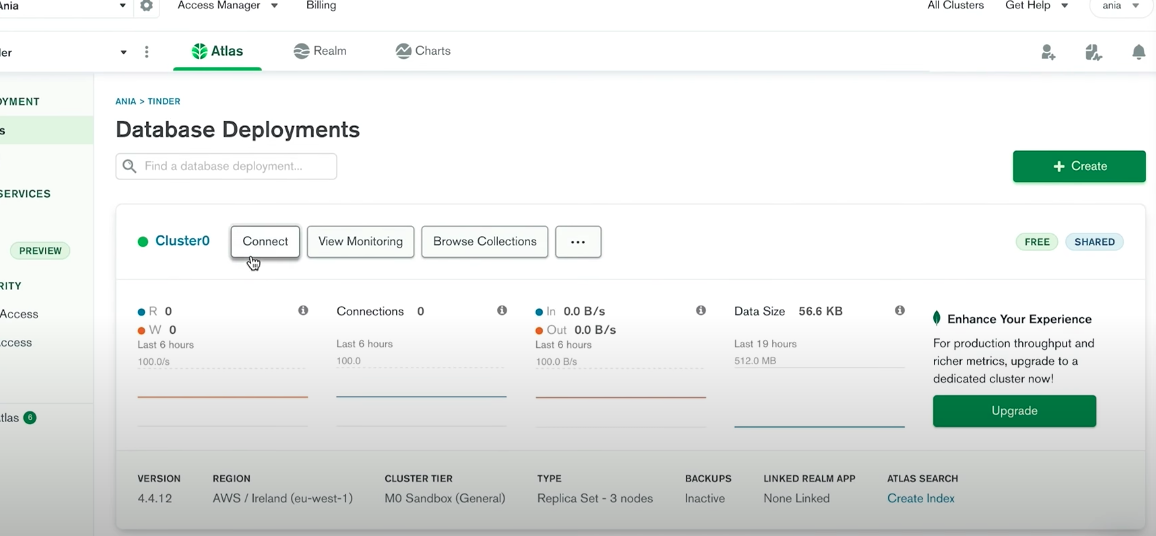 Ania
Access Manager
Billing
All Clusters
Get Help
ania
Atlas
Realm
Charts
ANIA > TINDER
Database Deployments
Find a database deployment...
+ Create
SERVICES
PREVIEW
Access
Cluster0
Connect
View Monitoring
Browse Collections
...
FREE
SHARED
R 0
W 0
Last 6 hours
100.0/s
Connections 0
Last 6 hours
100.0
In 0.0 B/s
Out 0.0 B/s
Last 6 hours
100.0 B/s
Data Size 56.6 KB
Last 19 hours
512.0 MB
Enhance Your Experience
For production throughput and
richer metrics, upgrade to a
dedicated cluster now!
Upgrade
6
VERSION
4.4.12
REGION
AWS / Ireland (eu-west-1)
CLUSTER TIER
M0 Sandbox (General)
TYPE
Replica Set - 3 nodes
BACKUPS
Inactive
LINKED REALM APP
None Linked
ATLAS SEARCH
Create Index